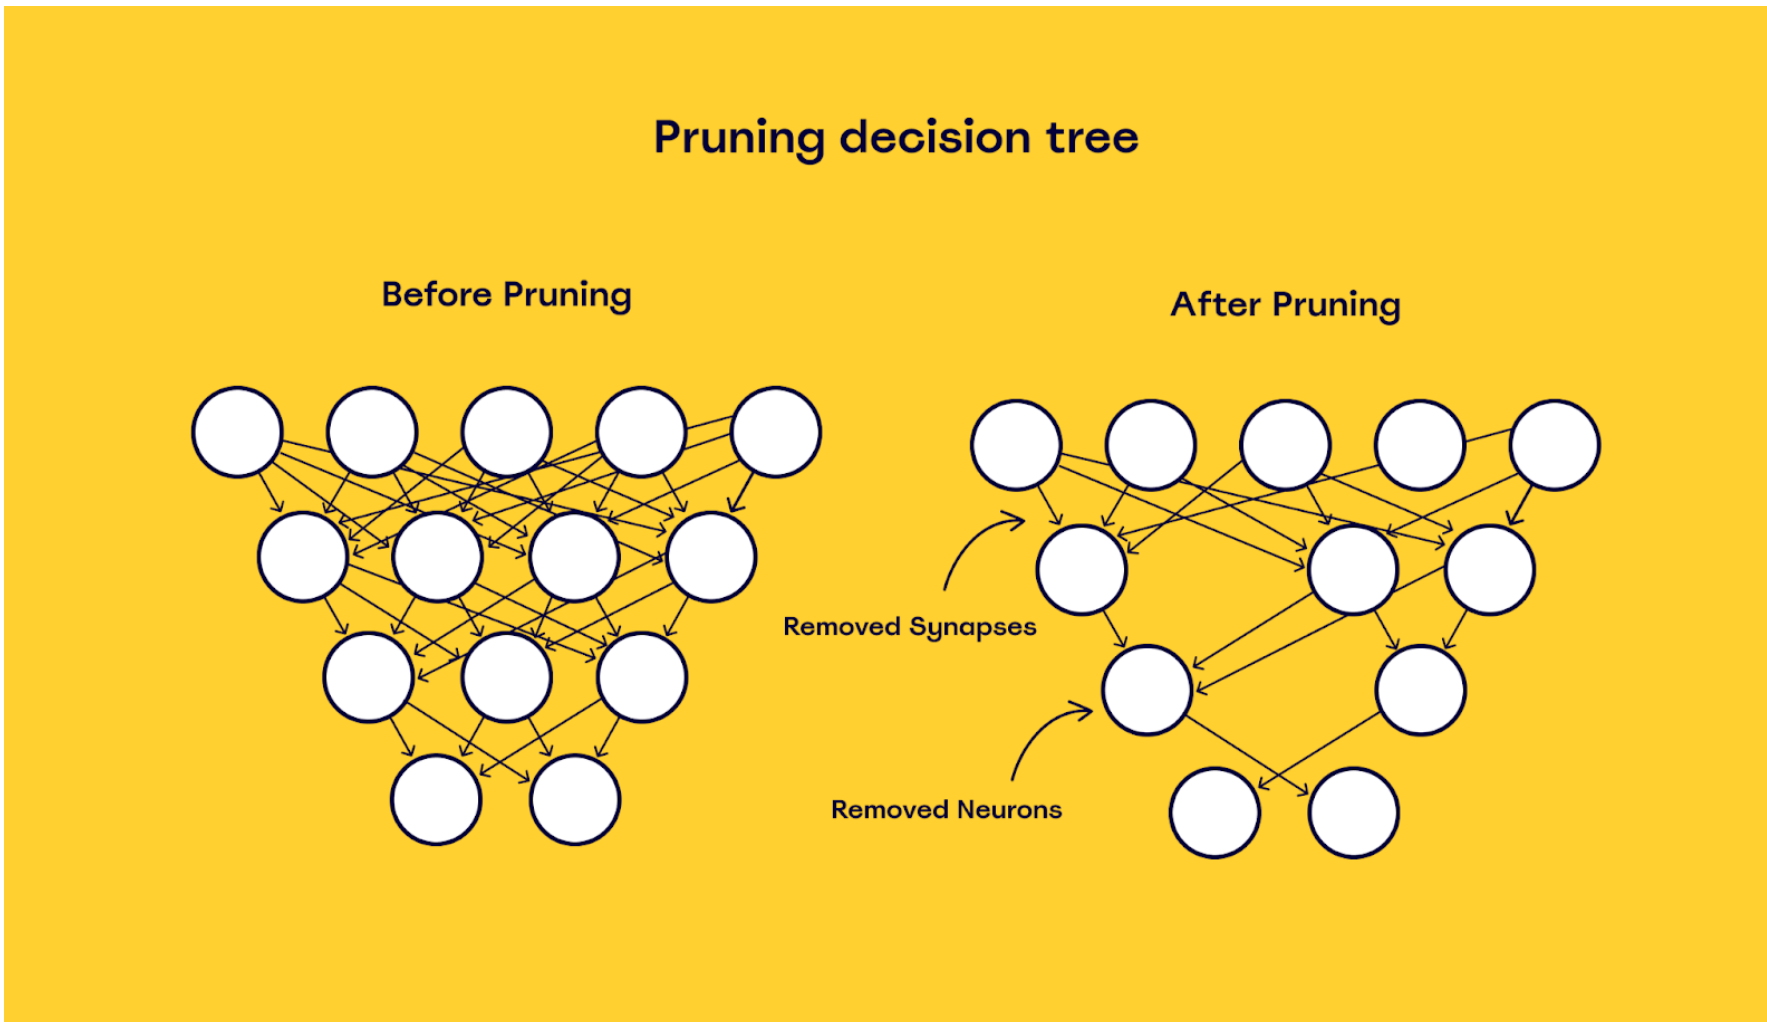 Pruning decision tree
Before Pruning
After Pruning
Removed Synapses
Removed Neurons